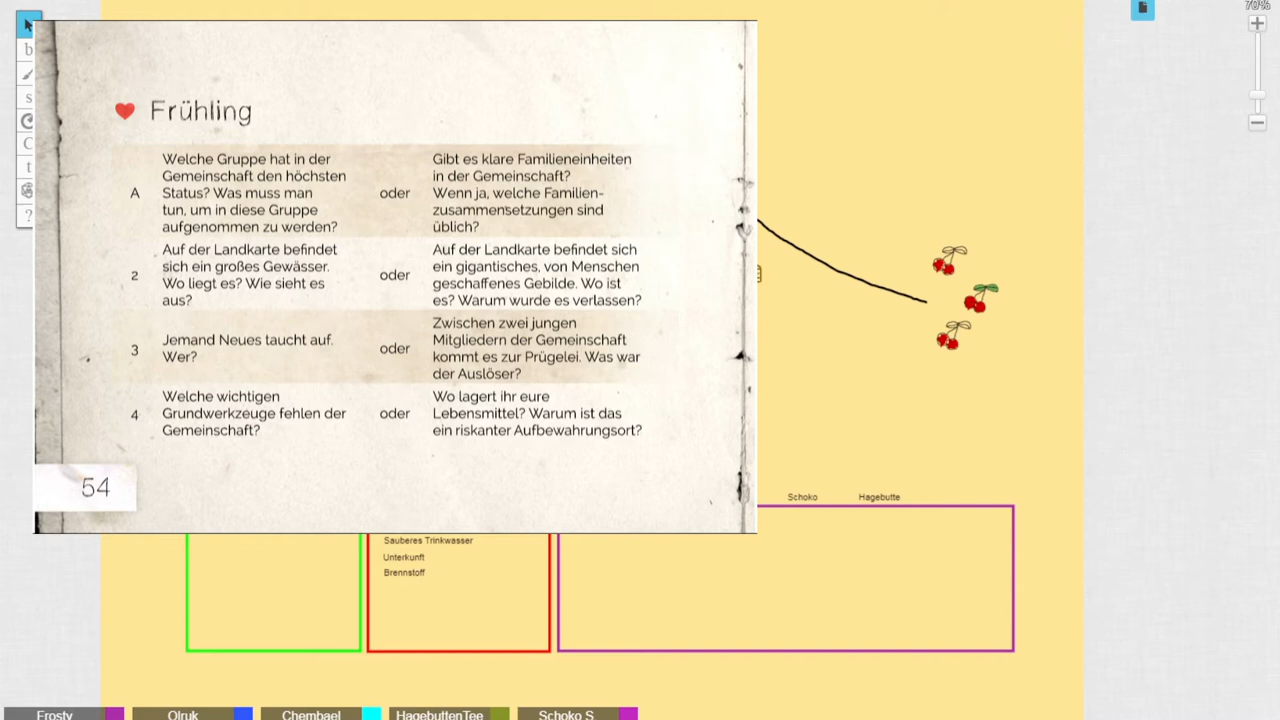 70%
b
s
C
t
?
Frühling
A
Welche Gruppe hat in der
Gemeinschaft den höchsten
Status? Was muss man
tun, um in diese Gruppe
aufgenommen zu werden?
oder
Gibt es klare Familieneinheiten
in der Gemeinschaft?
Wenn ja, welche Familien-
zusammensetzungen sind
üblich?
2
Auf der Landkarte befindet
sich ein großes Gewässer.
Wo liegt es? Wie sieht es
aus?
oder
Auf der Landkarte befindet sich
ein gigantisches, von Menschen
geschaffenes Gebilde. Wo ist
es? Warum wurde es verlassen?
3
Jemand Neues taucht auf.
Wer?
oder
Zwischen zwei jungen
Mitgliedern der Gemeinschaft
kommt es zur Prügelei. Was war
der Auslöser?
4
Welche wichtigen
Grundwerkzeuge fehlen der
Gemeinschaft?
oder
Wo lagert ihr eure
Lebensmittel? Warum ist das
ein riskanter Aufbewahrungsort?
54
Schoko
Hagebutte
Sauberes Trinkwasser
Unterkunft
Brennstoff
Frosty
Olruk
Chembael
HagebuttenTee
Schoko S